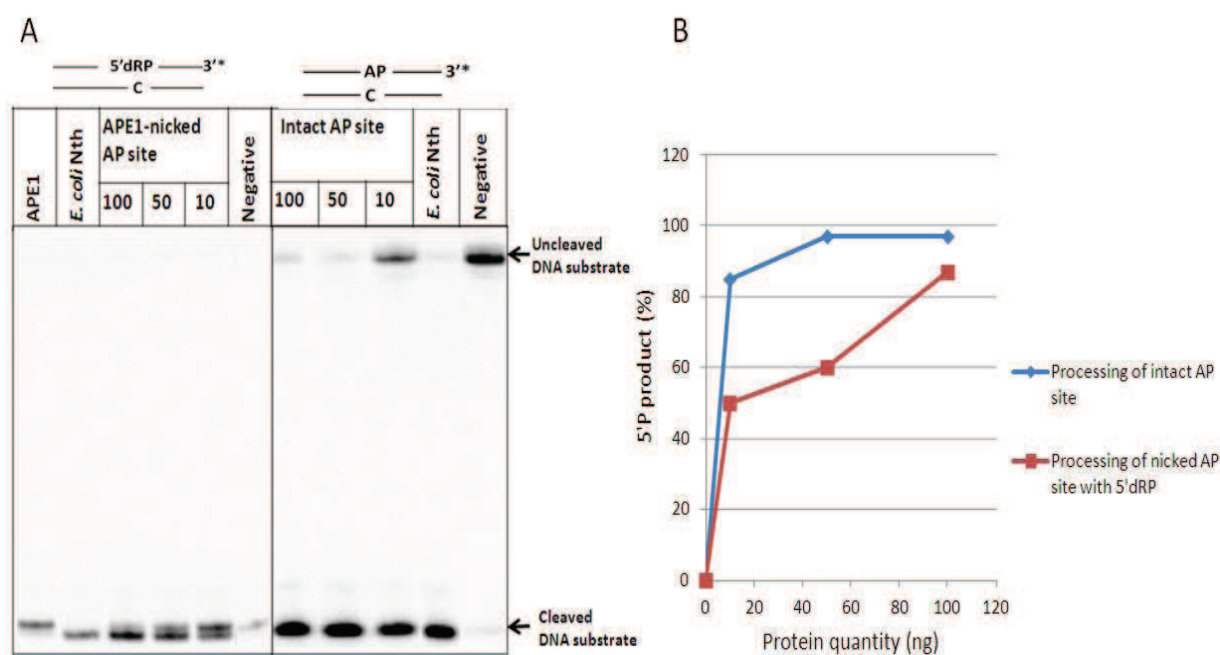 A
5'dRP 3'*
C
AP 3'*
C
APE1
E. coli Nth
APE1-nicked
AP site
100 50 10
Negative
Intact AP site
100 50 10
E. coli Nth
Negative
Uncleaved
DNA substrate
Cleaved
DNA substrate
B
120
100
80
60
40
20
0
5'P product (%)
0 20 40 60 80 100 120
Protein quantity (ng)
Processing of intact AP
site
Processing of nicked AP
site with 5'dRP